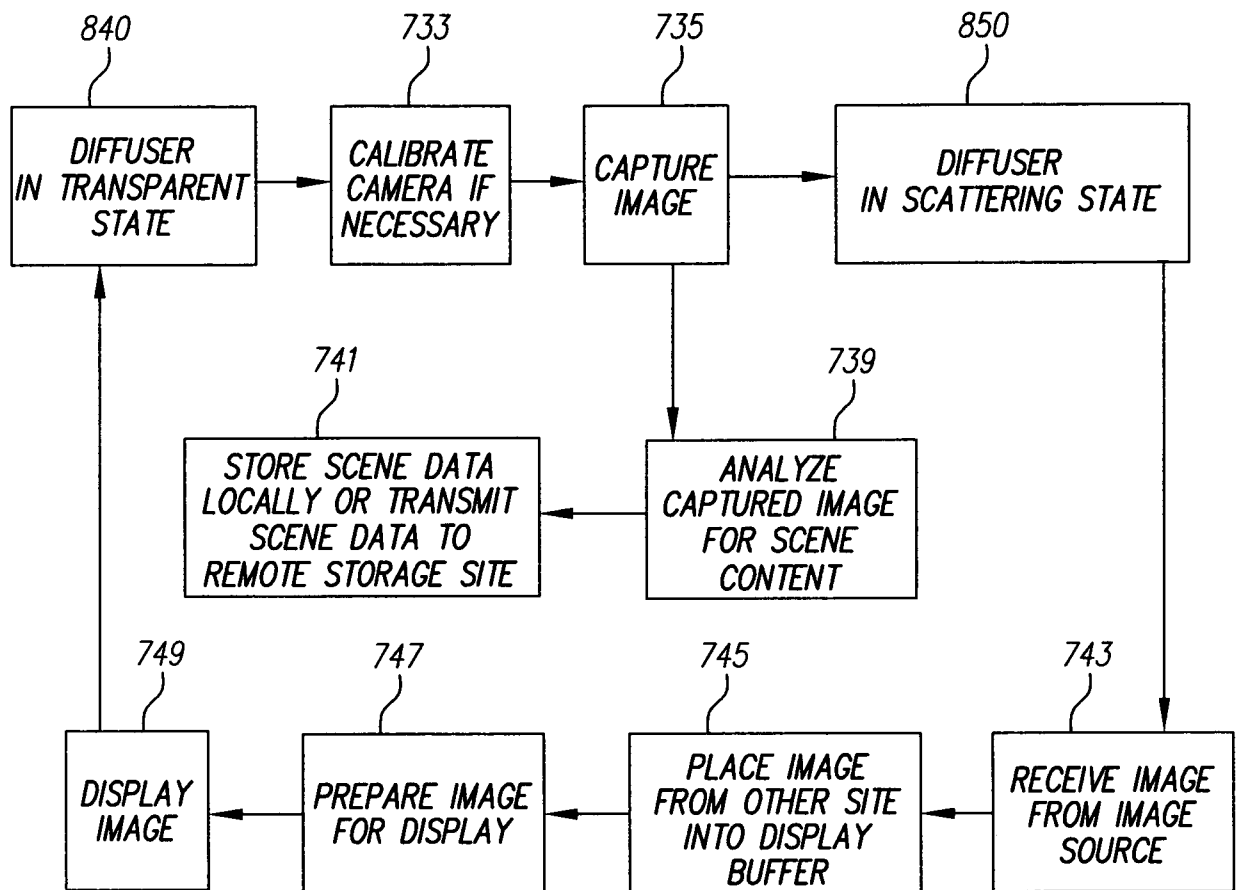 840
733
735
850
DIFFUSER
IN TRANSPARENT
STATE
CALIBRATE
CAMERA IF
NECESSARY
CAPTURE
IMAGE
DIFFUSER
IN SCATTERING STATE
741
739
STORE SCENE DATA
LOCALLY OR TRANSMIT
SCENE DATA TO
REMOTE STORAGE SITE
ANALYZE
CAPTURED IMAGE
FOR SCENE
CONTENT
749
747
745
743
DISPLAY
IMAGE
PREPARE IMAGE
FOR DISPLAY
PLACE IMAGE
FROM OTHER SITE
INTO DISPLAY
BUFFER
RECEIVE IMAGE
FROM IMAGE
SOURCE